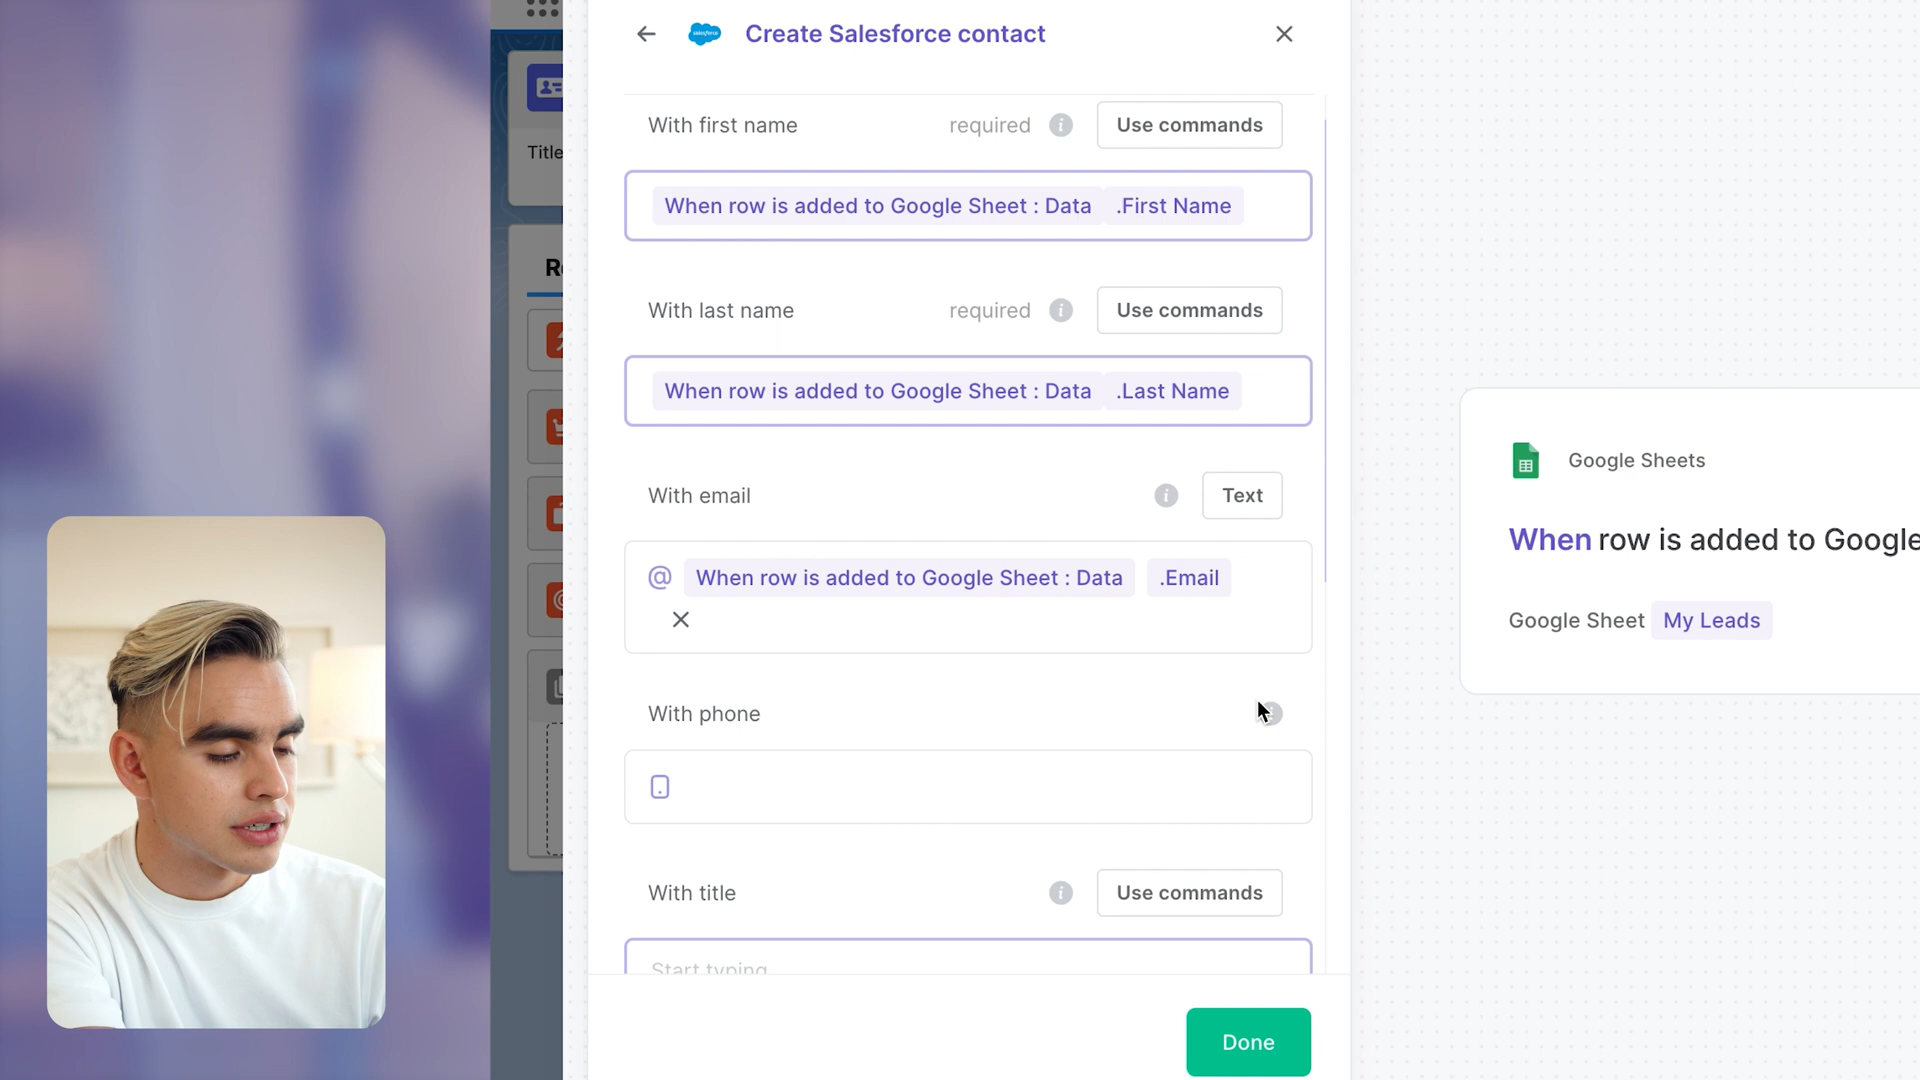 Create Salesforce contact
With first name required Use commands
When row is added to Google Sheet : Data .First Name
With last name required Use commands
When row is added to Google Sheet : Data .Last Name
With email Text
@ When row is added to Google Sheet : Data .Email
With phone
With title Use commands
Start typing
Done
Title
Google Sheets
When row is added to Google
Google Sheet My Leads